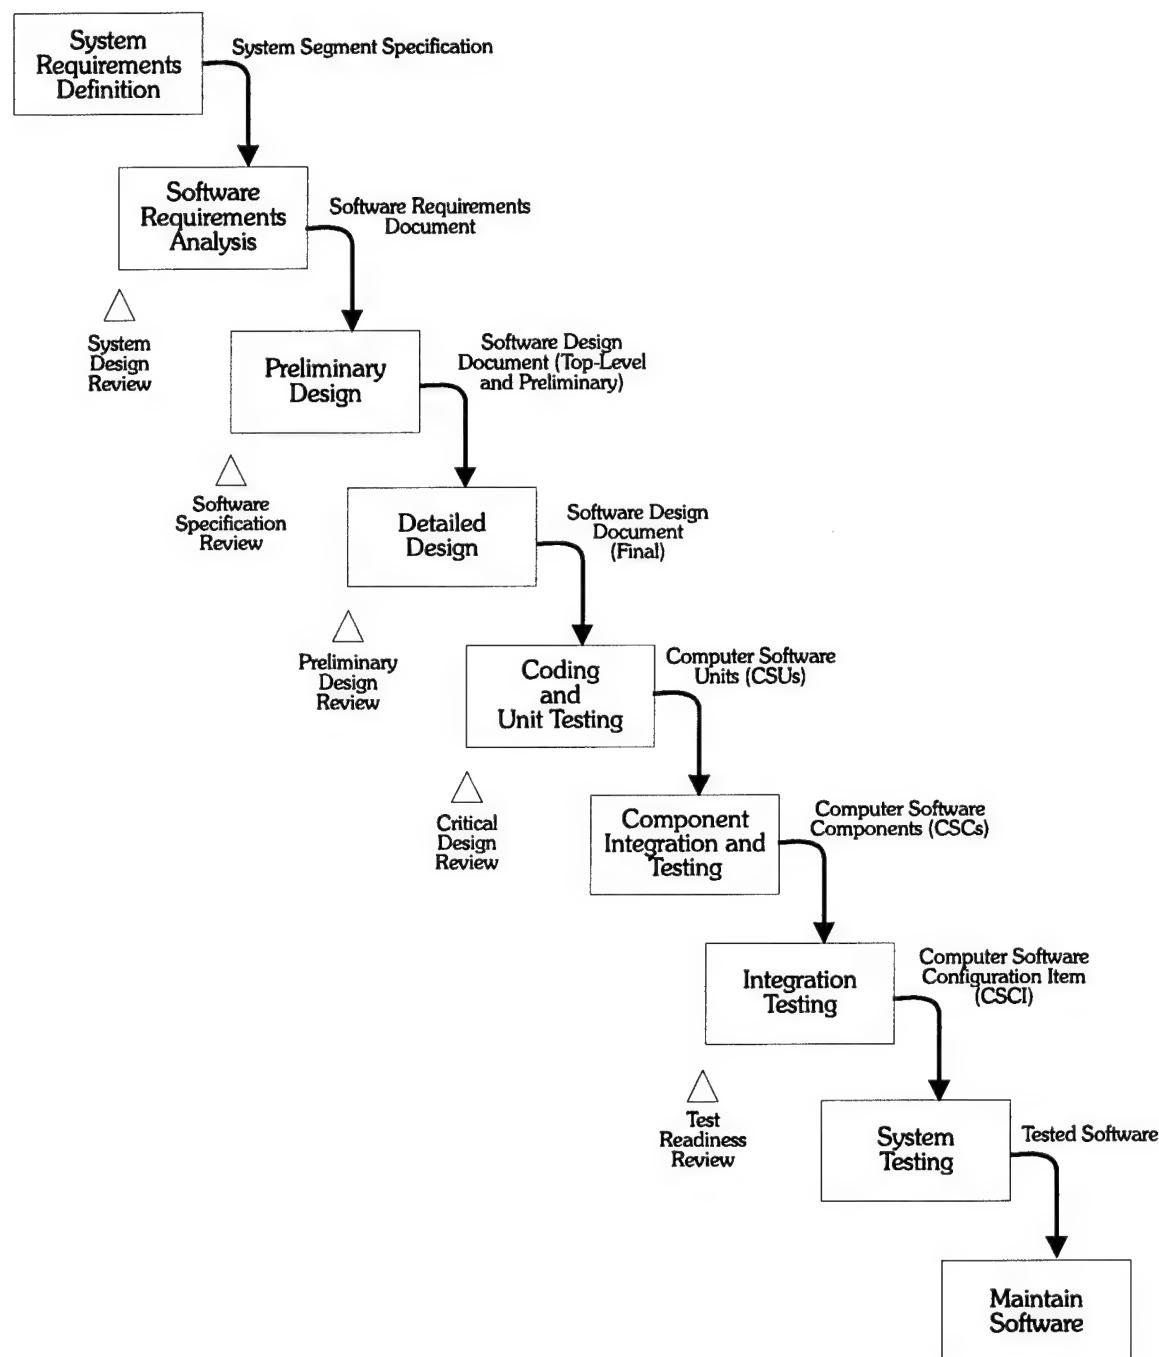 System
Requirements
Definition
System Segment Specification
Software
Requirements
Analysis
Software Requirements
Document
System
Design
Review
Preliminary
Design
Software Design
Document (Top-Level
and Preliminary)
Software
Specification
Review
Detailed
Design
Software Design
Document
(Final)
Preliminary
Design
Review
Coding
and
Unit Testing
Computer Software
Units (CSUs)
Critical
Design
Review
Component
Integration and
Testing
Computer Software
Components (CSCs)
Integration
Testing
Computer Software
Configuration Item
(CSCI)
Test
Readiness
Review
System
Testing
Tested Software
Maintain
Software